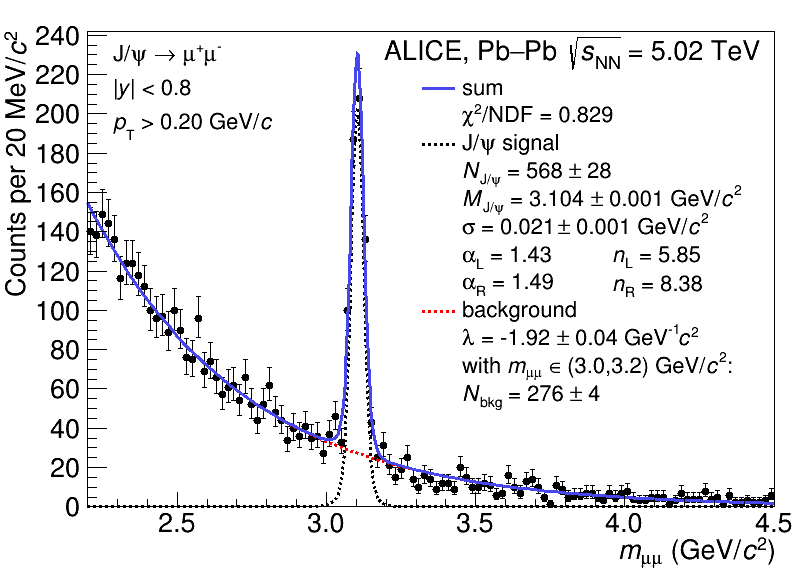 J/ψ → μ⁺μ⁻
|y| < 0.8
p_T > 0.20 GeV/c
ALICE, Pb–Pb √s_NN = 5.02 TeV
sum
χ²/NDF = 0.829
J/ψ signal
N_J/ψ = 568 ± 28
M_J/ψ = 3.104 ± 0.001 GeV/c²
σ = 0.021 ± 0.001 GeV/c²
α_L = 1.43 n_L = 5.85
α_R = 1.49 n_R = 8.38
background
λ = -1.92 ± 0.04 GeV⁻¹c²
with m_μμ ∈ (3.0,3.2) GeV/c²:
N_bkg = 276 ± 4
Counts per 20 MeV/c²
240
220
200
180
160
140
120
100
80
60
40
20
0
2.5 3.0 3.5 4.0 4.5
m_μμ (GeV/c²)